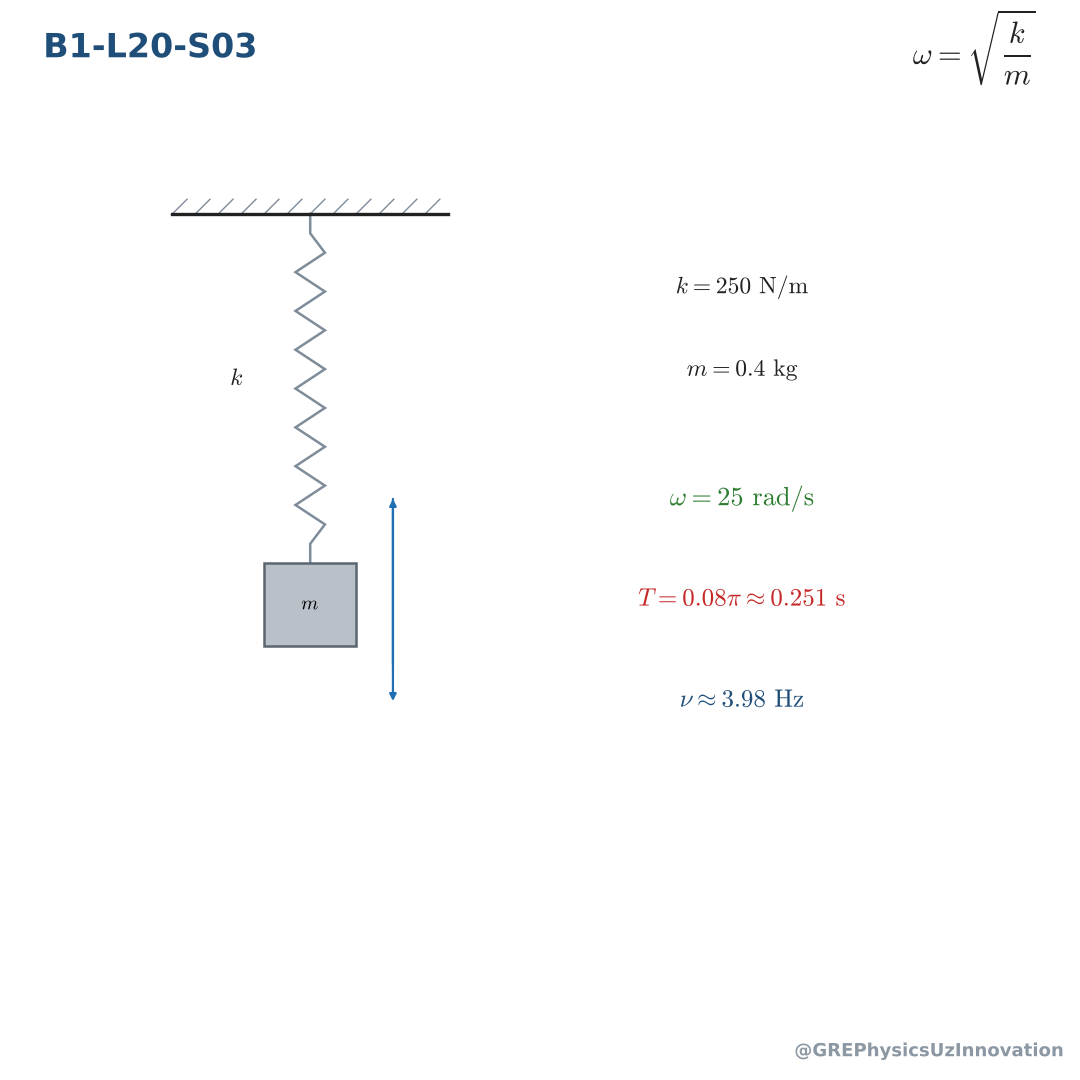 B1-L20-S03
ω = √(k/m)
k = 250 N/m
k
m = 0.4 kg
ω = 25 rad/s
m
T = 0.08π ≈ 0.251 s
ν ≈ 3.98 Hz
@GREPhysicsUzInnovation